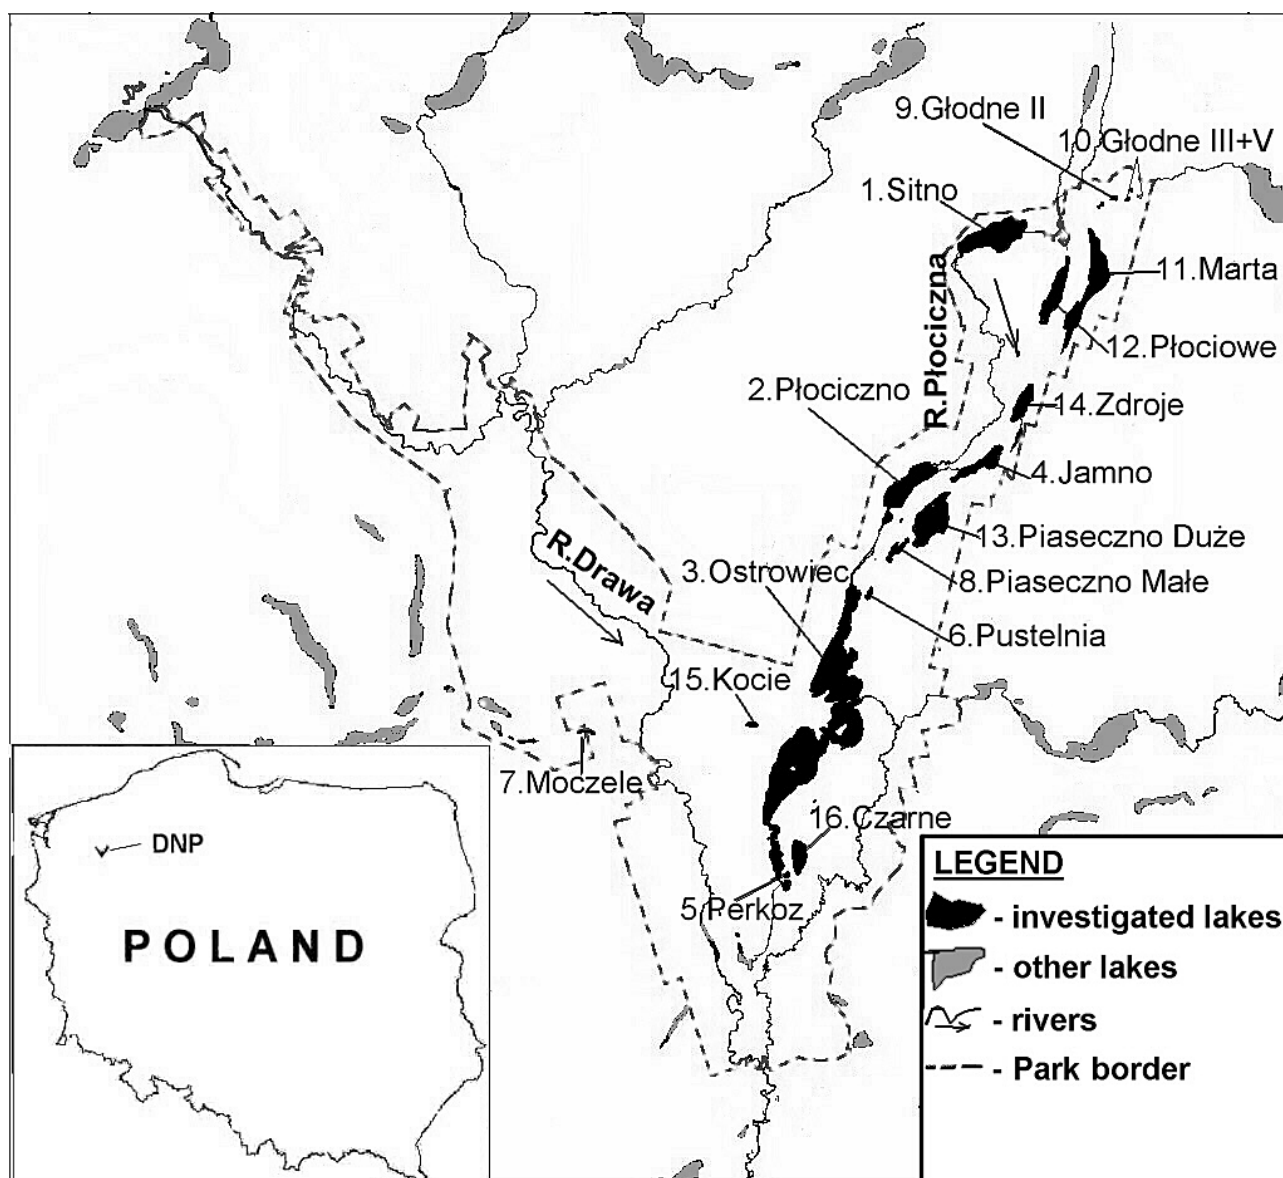 9.Głodne II
10.Głodne III+V
1.Sitno
R.Płociczna
11.Marta
12.Płociowe
2.Płociczno
14.Zdroje
4.Jamno
13.Piaseczno Duże
R.Drawa
3.Ostrowiec
8.Piaseczno Małe
6.Pustelnia
15.Kocie
7.Moczele
16.Czarne
5.Perkoz
DNP
POLAND
LEGEND
- investigated lakes
- other lakes
- rivers
- Park border